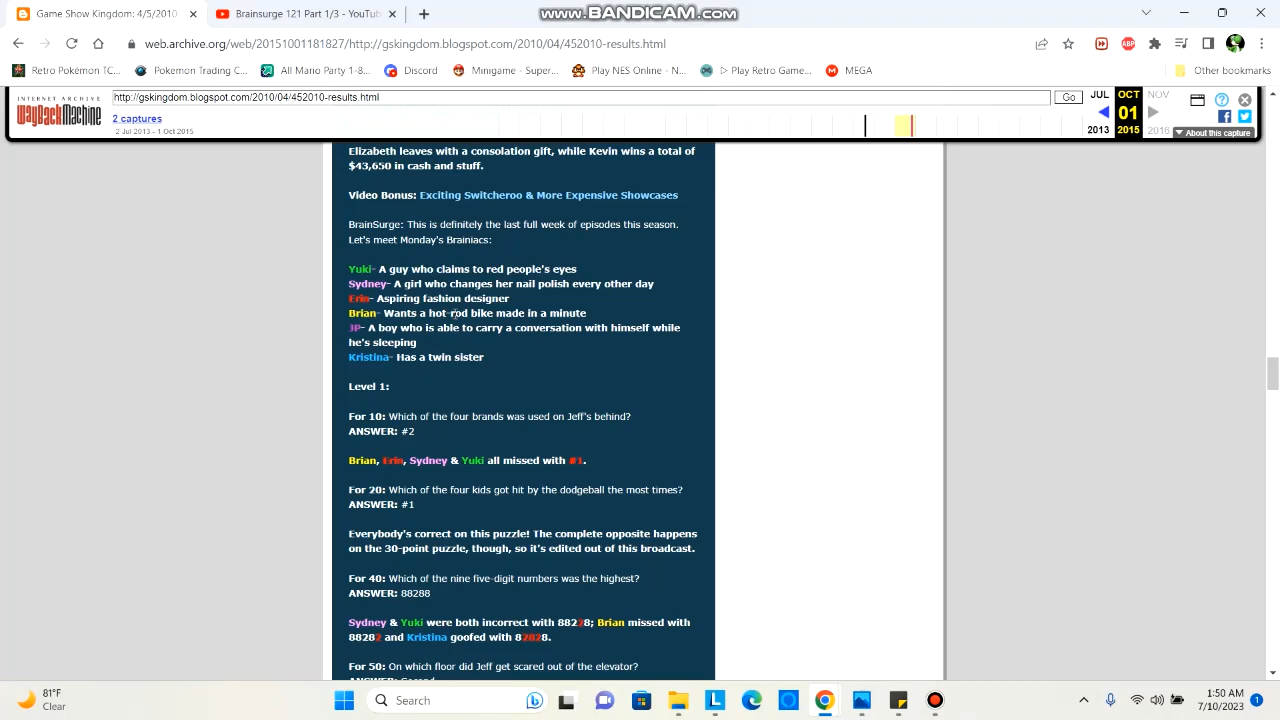 www.BANDICAM.com
Game Show Kingdom: 4/5/2010
Brainsurge 121 Part 1/3 - YouTub
web.archive.org/web/20151001181827/http://gskingdom.blogspot.com/2010/04/452010-results.html
ABP
Retro Pokémon TC...
Pokemon Trading C...
All Mario Party 1-8...
Discord
Minigame - Super...
Play NES Online - N...
▷ Play Retro Game...
MEGA
Other bookmarks
INTERNET ARCHIVE
WayBackMachine
http://gskingdom.blogspot.com/2010/04/452010-results.html
Go
JUL OCT NOV
01
2013 2015 2016
2 captures
2 Jul 2013 - 1 Oct 2015
▼ About this capture
Elizabeth leaves with a consolation gift, while Kevin wins a total of
$43,650 in cash and stuff.
Video Bonus: Exciting Switcheroo & More Expensive Showcases
BrainSurge: This is definitely the last full week of episodes this season.
Let's meet Monday's Brainiacs:
Yuki- A guy who claims to red people's eyes
Sydney- A girl who changes her nail polish every other day
Erin- Aspiring fashion designer
Brian- Wants a hot-rod bike made in a minute
JP- A boy who is able to carry a conversation with himself while
he's sleeping
Kristina- Has a twin sister
Level 1:
For 10: Which of the four brands was used on Jeff's behind?
ANSWER: #2
Brian, Erin, Sydney & Yuki all missed with #1.
For 20: Which of the four kids got hit by the dodgeball the most times?
ANSWER: #1
Everybody's correct on this puzzle! The complete opposite happens
on the 30-point puzzle, though, so it's edited out of this broadcast.
For 40: Which of the nine five-digit numbers was the highest?
ANSWER: 88288
Sydney & Yuki were both incorrect with 88228; Brian missed with
88282 and Kristina goofed with 82828.
For 50: On which floor did Jeff get scared out of the elevator?
ANSWER: Second
81°F
Clear
Search
1:50 AM
7/10/2023
1